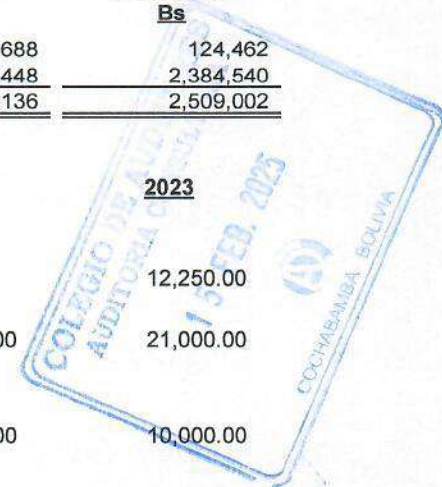 Bs
688 124,462
448 2,384,540
136 2,509,002
2023
12,250.00
00 21,000.00
00 10,000.00
COLEGIO DE AUD
AUDITORIA
15 FEB. 2025
COCHABAMBA BOLIVIA